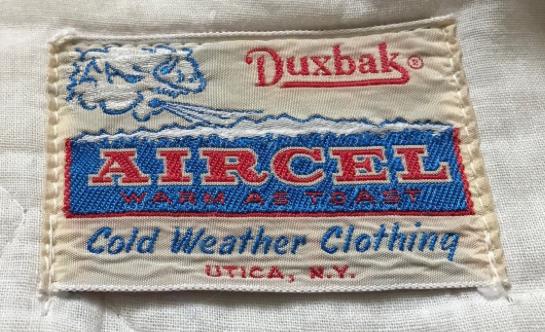 Duxbak®
AIRCEL
WARM AS TOAST
Cold Weather Clothing
UTICA, N.Y.